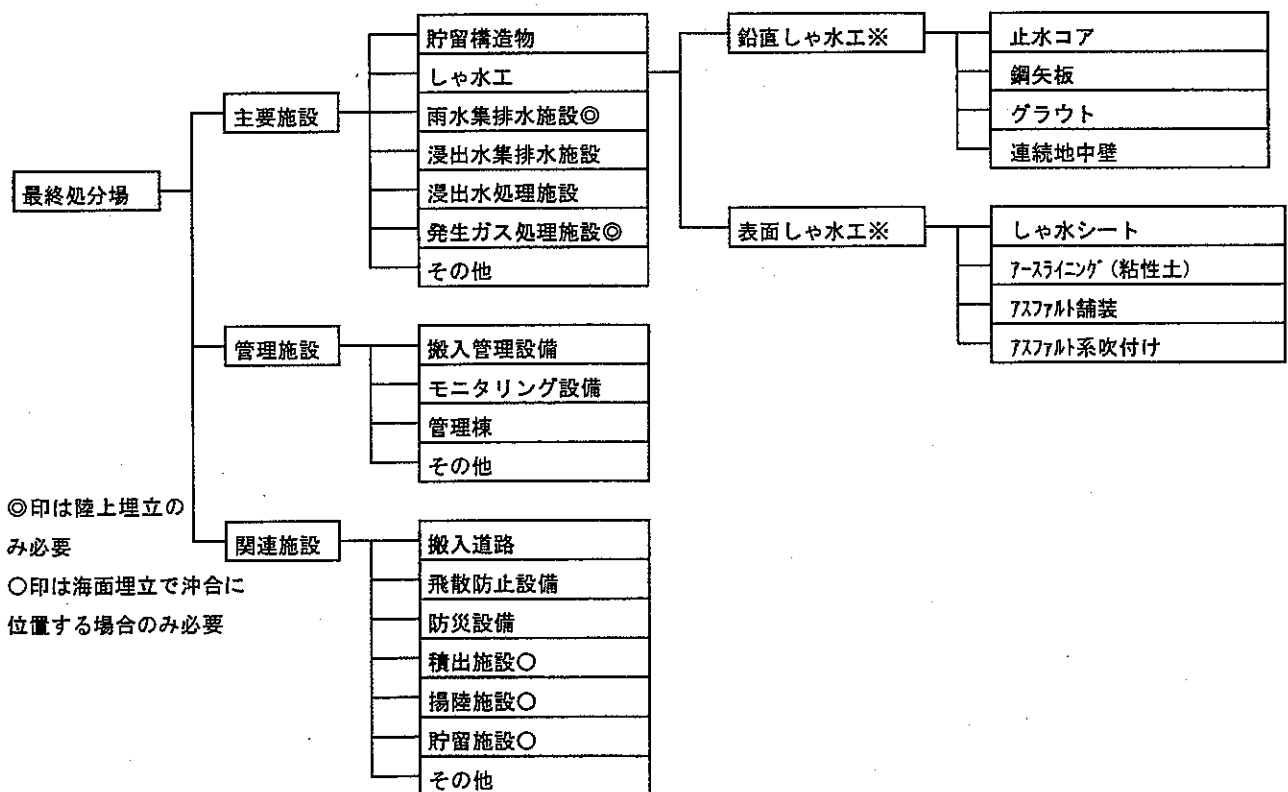 最終処分場
主要施設
貯留構造物
しゃ水工
雨水集排水施設◎
浸出水集排水施設
浸出水処理施設
発生ガス処理施設◎
その他
鉛直しゃ水工※
止水コア
鋼矢板
グラウト
連続地中壁
表面しゃ水工※
しゃ水シート
ｱｰｽﾗｲﾆﾝｸﾞ（粘性土）
ｱｽﾌｧﾙﾄ舗装
ｱｽﾌｧﾙﾄ系吹付け
管理施設
搬入管理設備
モニタリング設備
管理棟
その他
関連施設
搬入道路
飛散防止設備
防災設備
積出施設〇
揚陸施設〇
貯留施設〇
その他
◎印は陸上埋立の
み必要
〇印は海面埋立で沖合に
位置する場合のみ必要